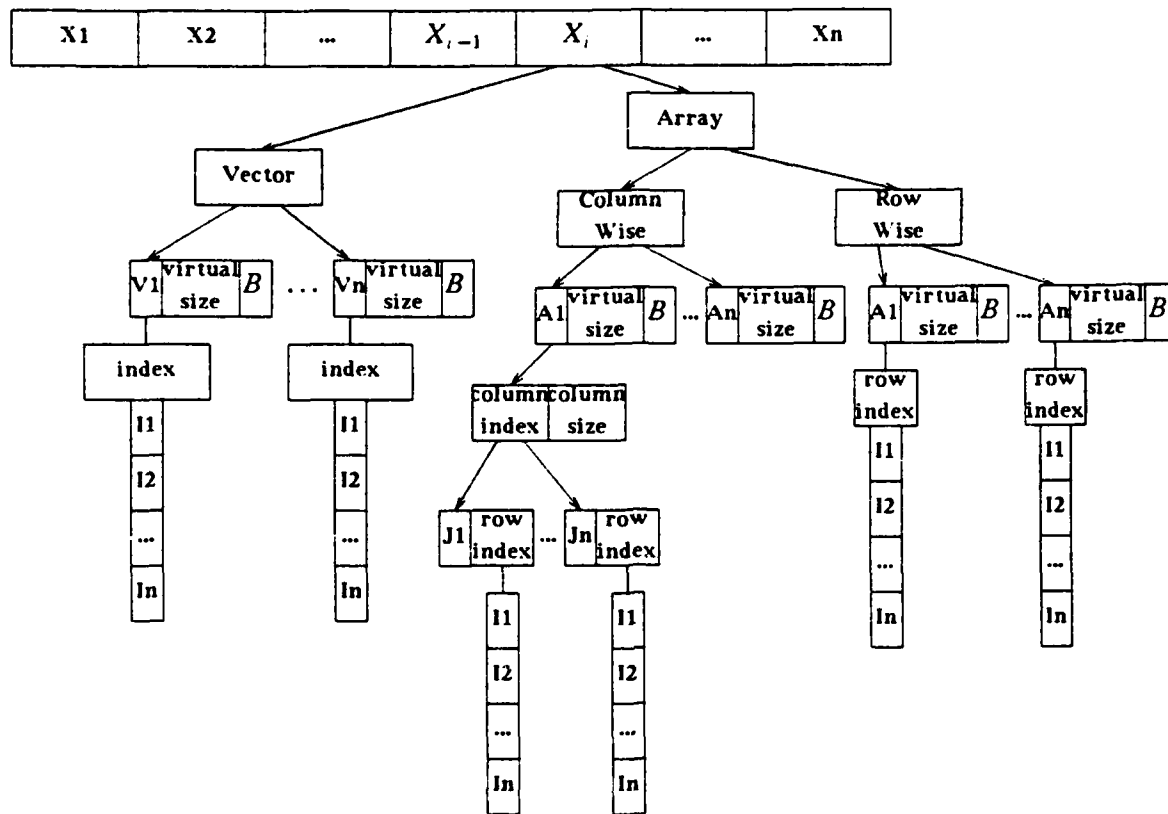 X1 X2 ... X_{i-1} X_i ... Xn
Array
Vector
Column
Wise
Row
Wise
V1 virtual size B ... Vn virtual size B
A1 virtual size B ... An virtual size B
A1 virtual size B ... An virtual size B
index
index
column index column size
row index
row index
I1
I2
...
In
I1
I2
...
In
J1 row index ... Jn row index
I1
I2
...
In
I1
I2
...
In
I1
I2
...
In
I1
I2
...
In